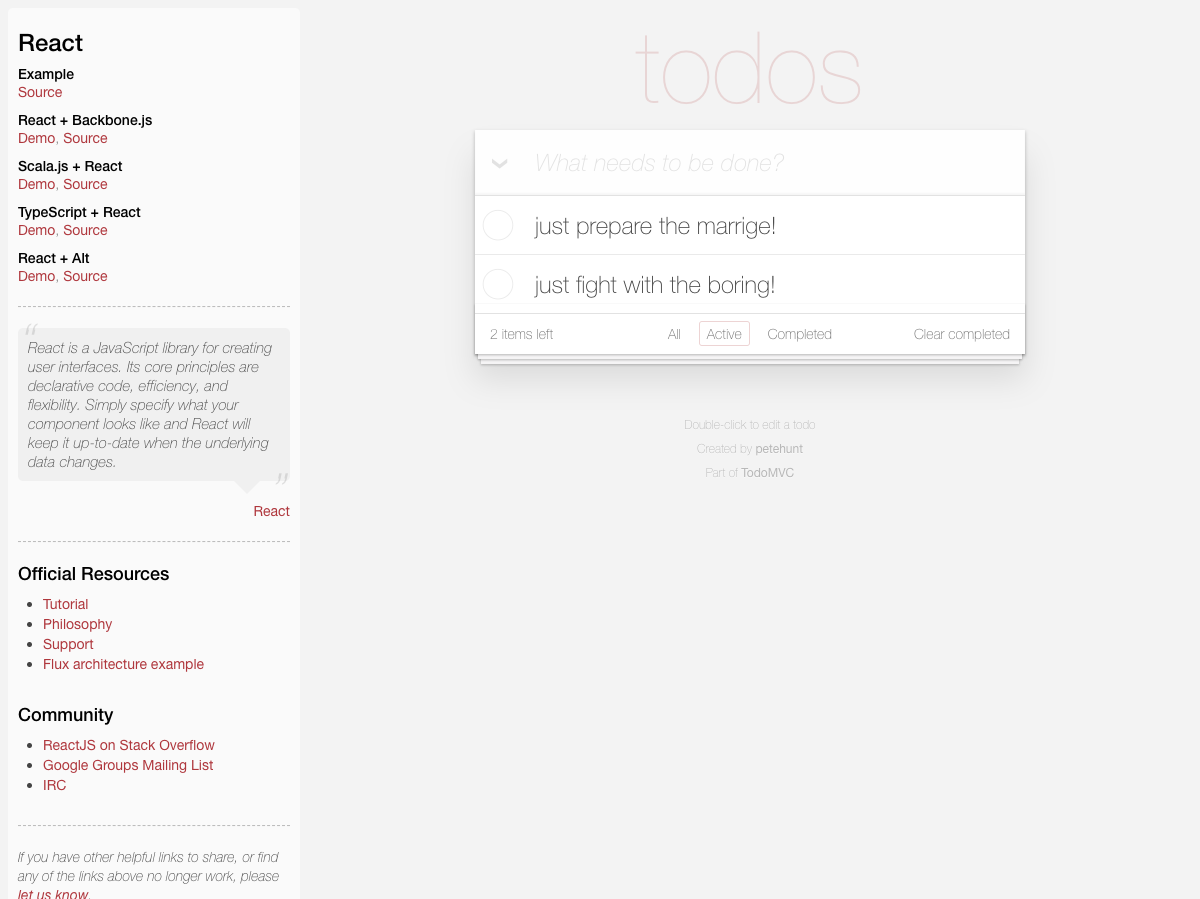 React
Example
Source
React + Backbone.js
Demo, Source
Scala.js + React
Demo, Source
TypeScript + React
Demo, Source
React + Alt
Demo, Source
“
React is a JavaScript library for creating
user interfaces. Its core principles are
declarative code, efficiency, and
flexibility. Simply specify what your
component looks like and React will
keep it up-to-date when the underlying
data changes.
”
React
Official Resources
Tutorial
Philosophy
Support
Flux architecture example
Community
ReactJS on Stack Overflow
Google Groups Mailing List
IRC
If you have other helpful links to share, or find
any of the links above no longer work, please
let us know.
todos
What needs to be done?
just prepare the marrige!
just fight with the boring!
2 items left All Active Completed Clear completed
Double-click to edit a todo
Created by petehunt
Part of TodoMVC